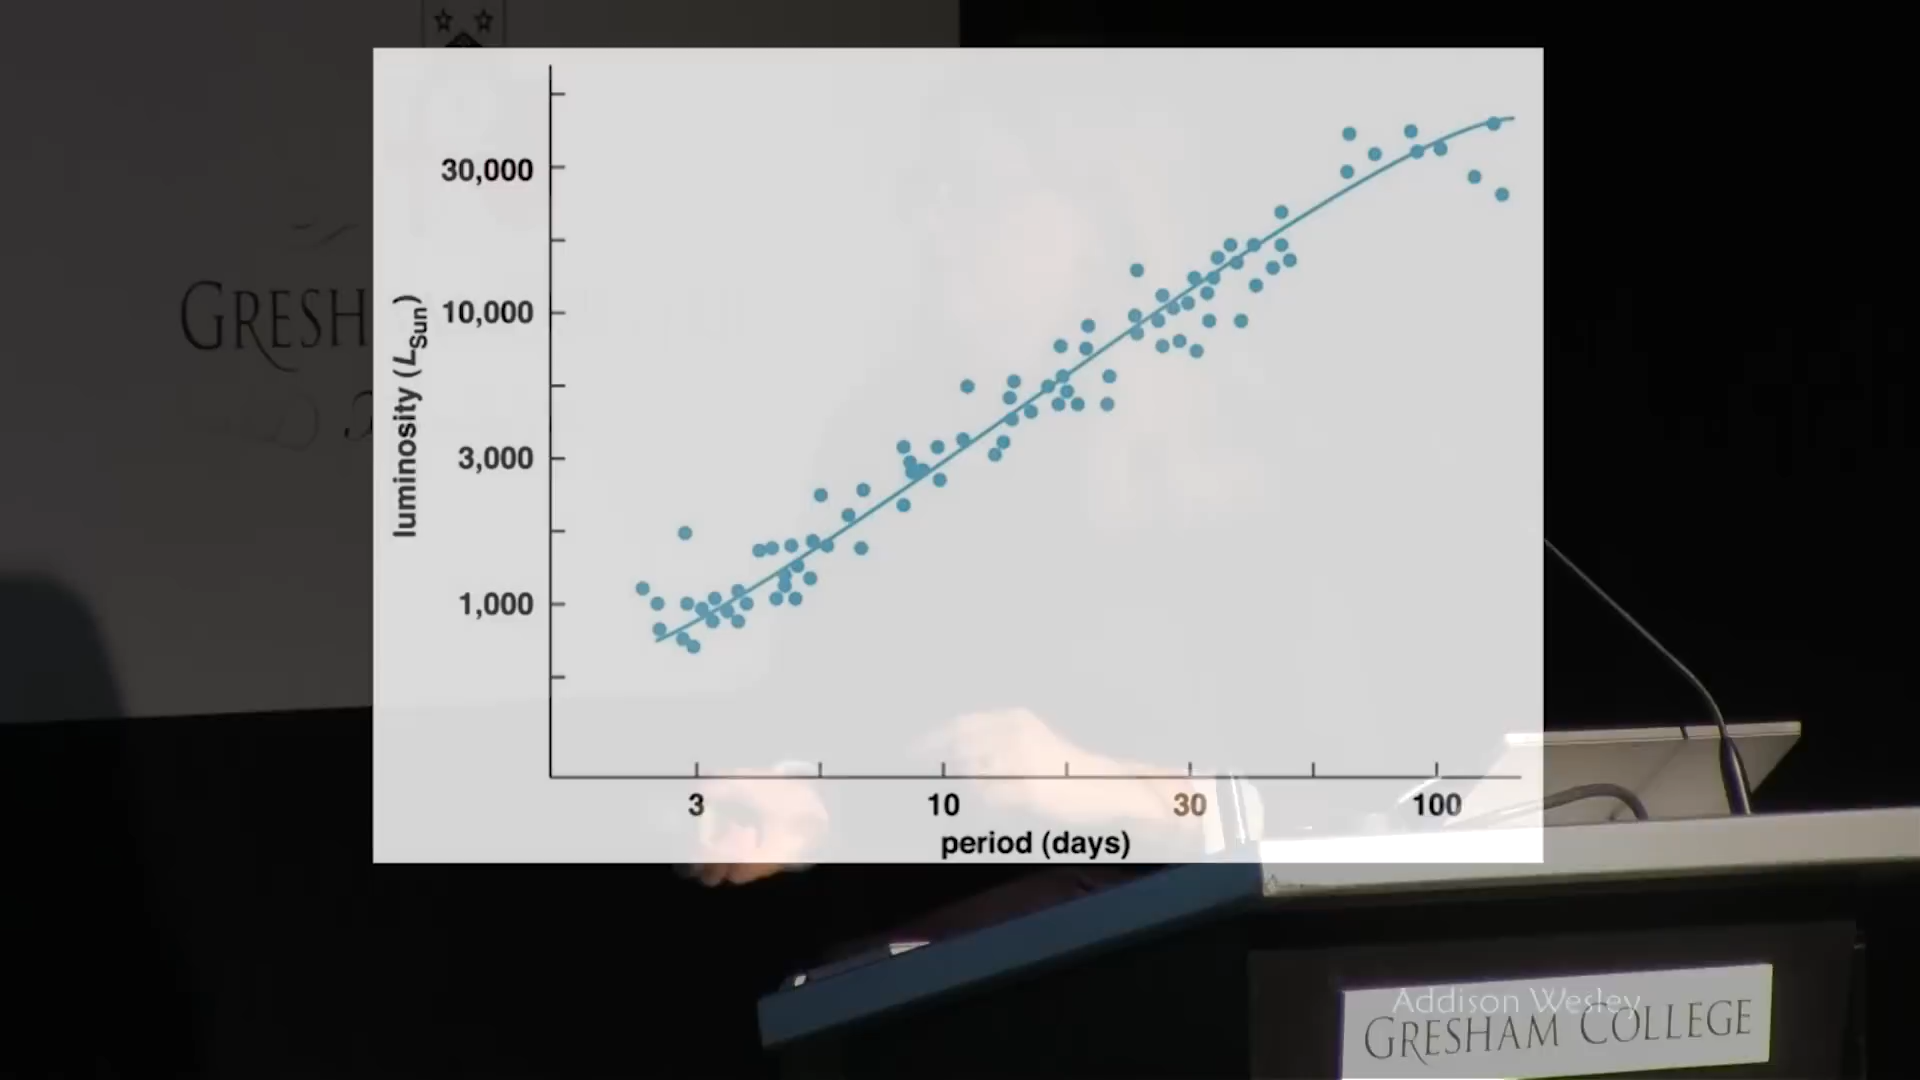 GRESH
30,000
10,000
3,000
1,000
luminosity (LSun)
3 10 30 100
period (days)
Addison Wesley
GRESHAM COLLEGE